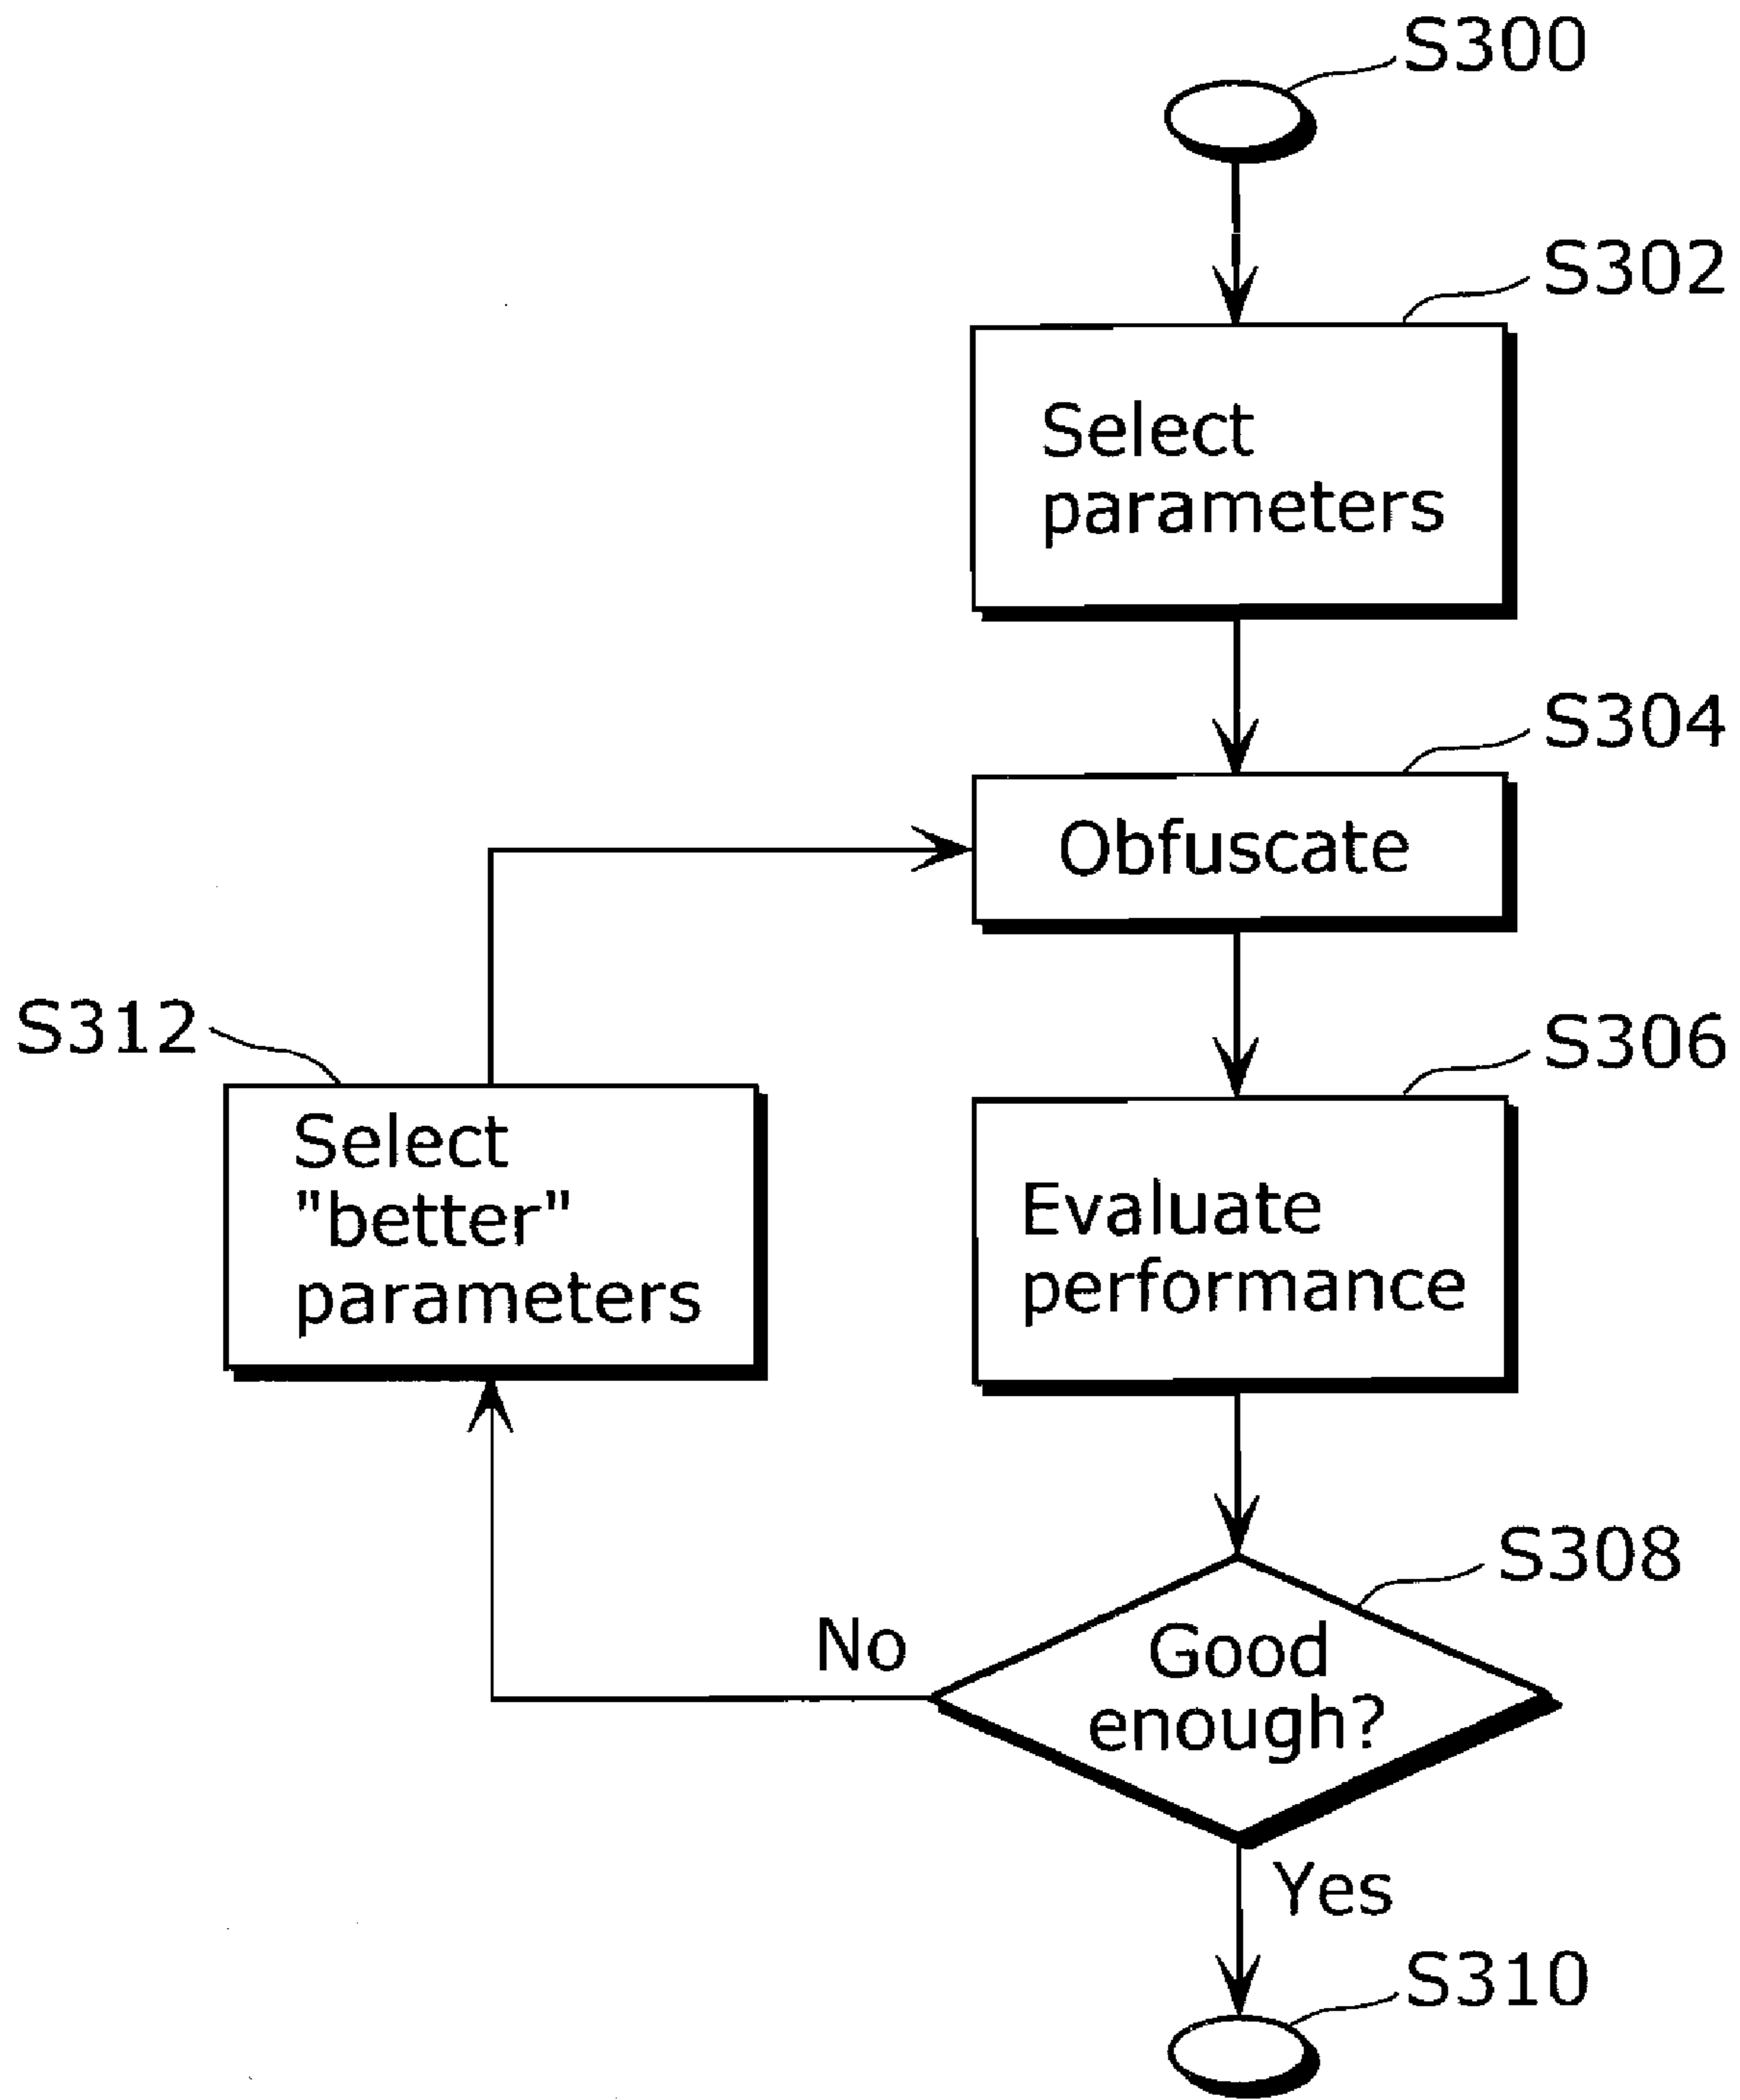 S300
S302
Select
parameters
S304
Obfuscate
S312
S306
Select
"better"
parameters
Evaluate
performance
S308
No
Good
enough?
Yes
S310